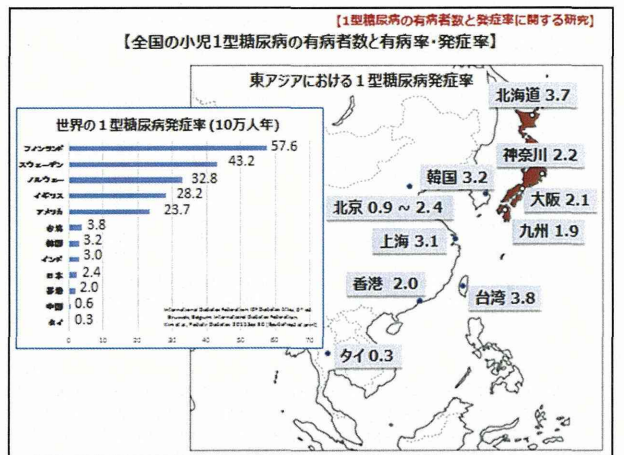 【1型糖尿病の有病者数と発症率に関する研究】
【全国の小児1型糖尿病の有病者数と有病率・発症率】
東アジアにおける１型糖尿病発症率
北海道 3.7
神奈川 2.2
韓国 3.2
大阪 2.1
北京 0.9 ～ 2.4
九州 1.9
上海 3.1
香港 2.0
台湾 3.8
タイ 0.3
世界の１型糖尿病発症率 (10万人年)
フィンランド 57.6
スウェーデン 43.2
ノルウェー 32.8
イギリス 28.2
アメリカ 23.7
台湾 3.8
韓国 3.2
インド 3.0
日本 2.4
香港 2.0
中国 0.6
タイ 0.3
0 10 20 30 40 50 60 70
International Diabetes Federation.
Brussels, Belgium: International Diabetes Federation.